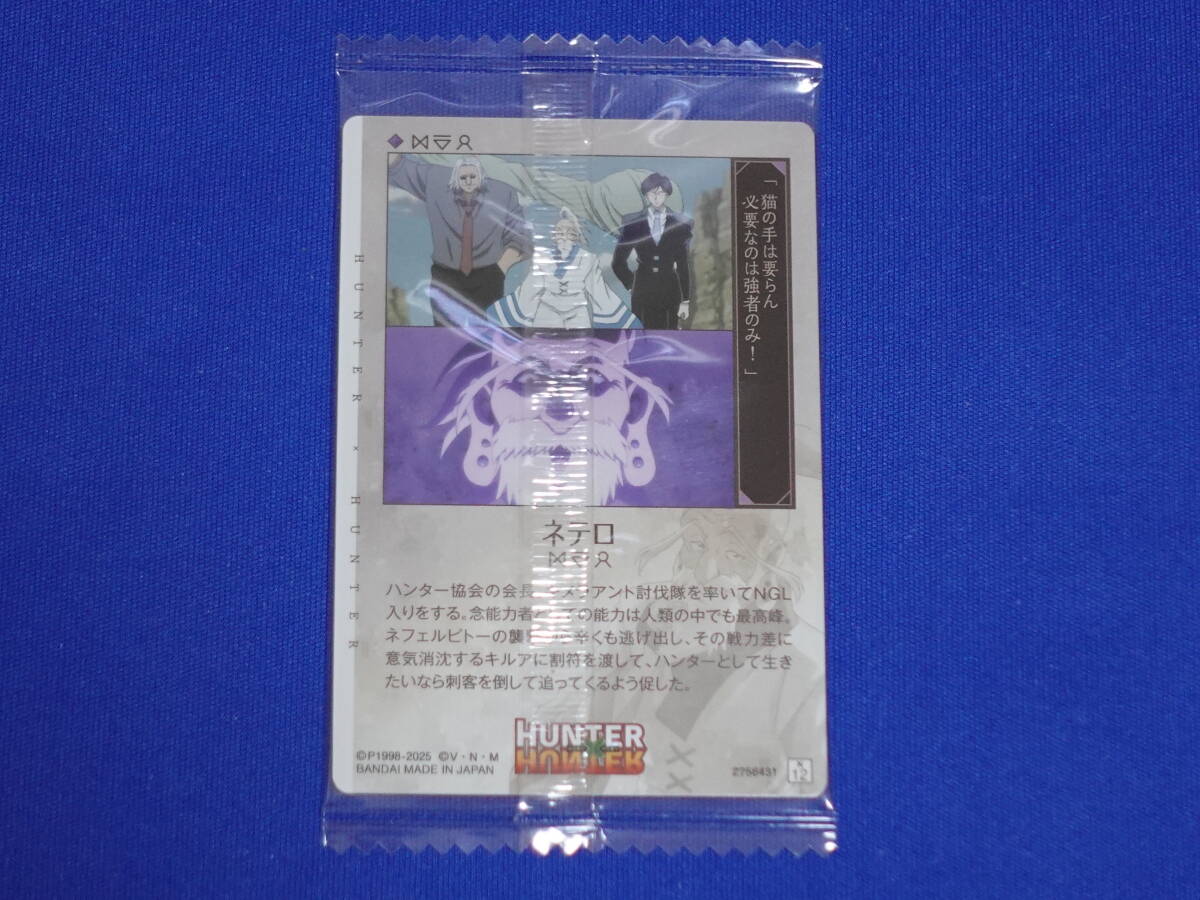 「猫の手は要らん
必要なのは強者のみ!」
HUNTER × HUNTER
ネテロ
ハンター協会の会長 アント討伐隊を率いてNGL
入りをする。念能力者としての能力は人類の中でも最高峰。
ネフェルピトーの襲 辛くも逃げ出し、その戦力差に
意気消沈するキルアに割符を渡して、ハンターとして生き
たいなら刺客を倒して追ってくるよう促した。
HUNTER
HUNTER
©P1998-2025 ©V・N・M
BANDAI MADE IN JAPAN
2756431
12